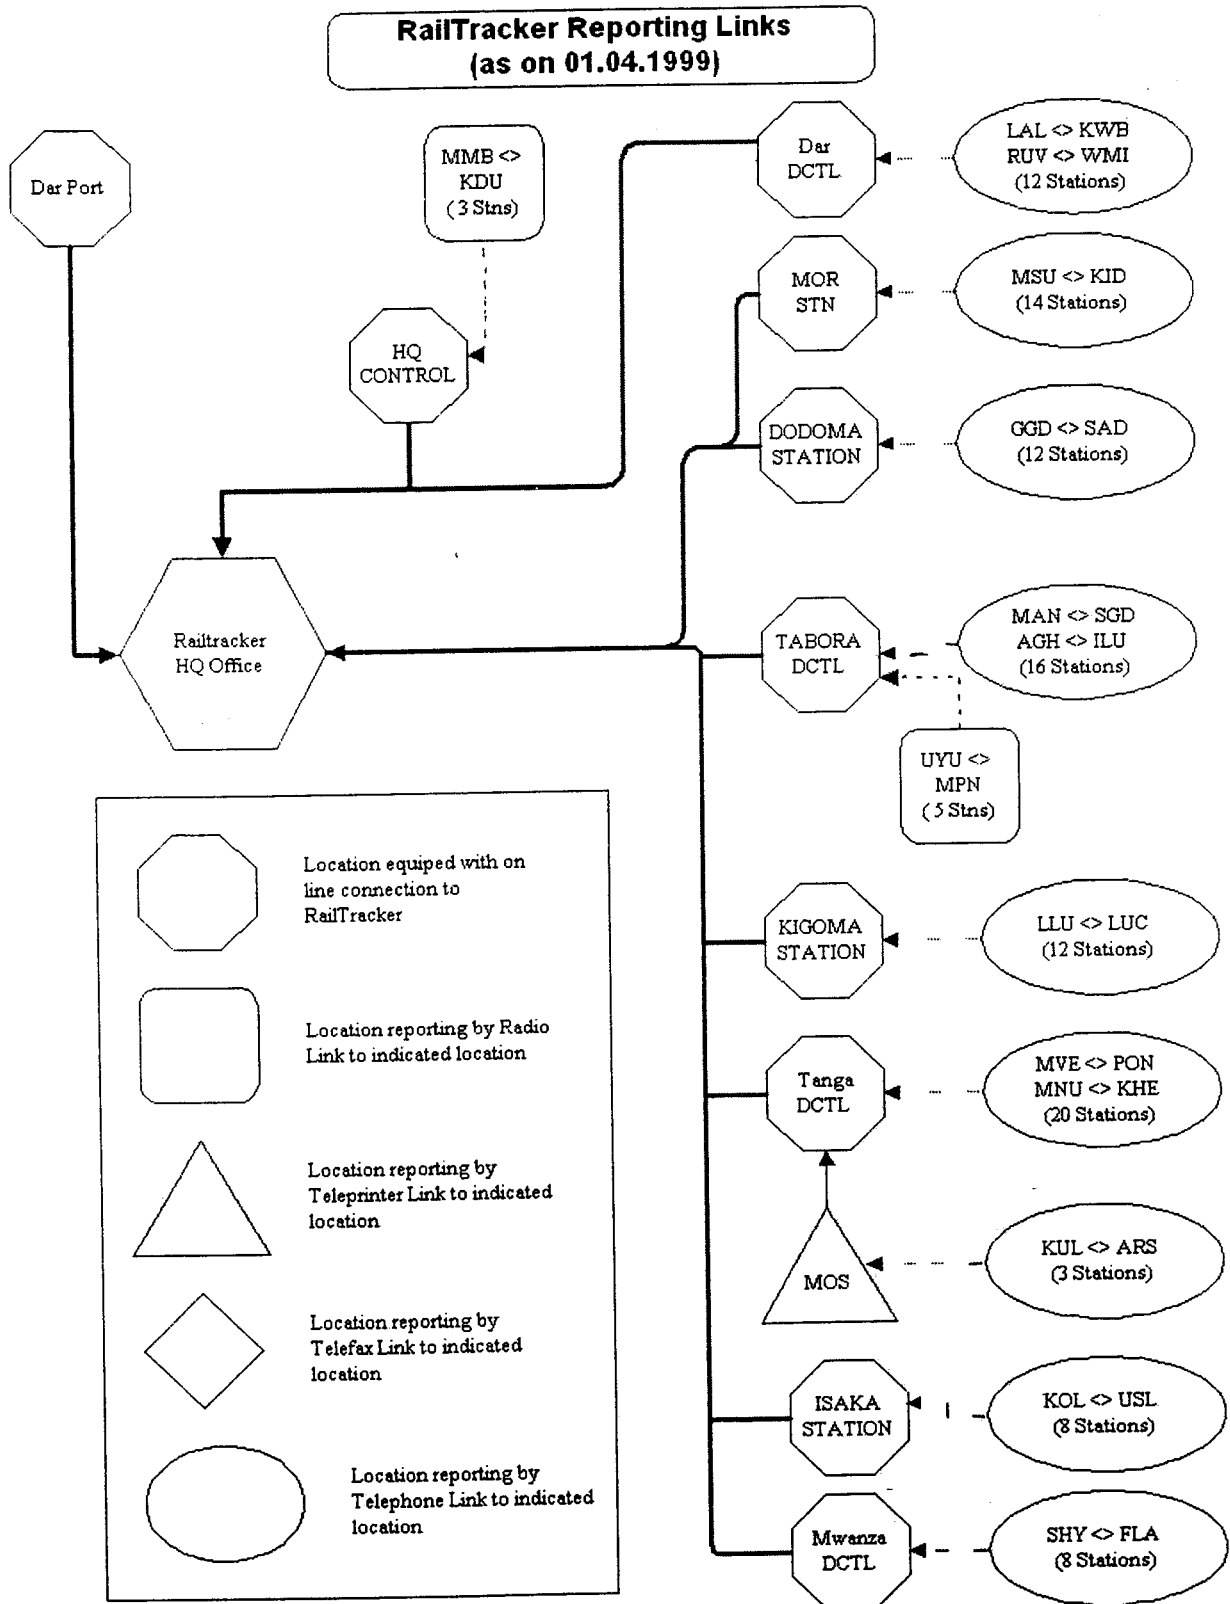 RailTracker Reporting Links
(as on 01.04.1999)
Dar Port
MMB <>
KDU
( 3 Stns)
Dar
DCTL
LAL <> KWB
RUV <> WMI
(12 Stations)
HQ
CONTROL
MOR
STN
MSU <> KID
(14 Stations)
DODOMA
STATION
GGD <> SAD
(12 Stations)
Railtracker
HQ Office
TABORA
DCTL
MAN <> SGD
AGH <> ILU
(16 Stations)
UYU <>
MPN
( 5 Stns)
KIGOMA
STATION
LLU <> LUC
(12 Stations)
Tanga
DCTL
MVE <> PON
MNU <> KHE
(20 Stations)
MOS
KUL <> ARS
(3 Stations)
ISAKA
STATION
KOL <> USL
(8 Stations)
Mwanza
DCTL
SHY <> FLA
(8 Stations)
Location equiped with on
line connection to
RailTracker
Location reporting by Radio
Link to indicated location
Location reporting by
Teleprinter Link to indicated
location
Location reporting by
Telefax Link to indicated
location
Location reporting by
Telephone Link to indicated
location